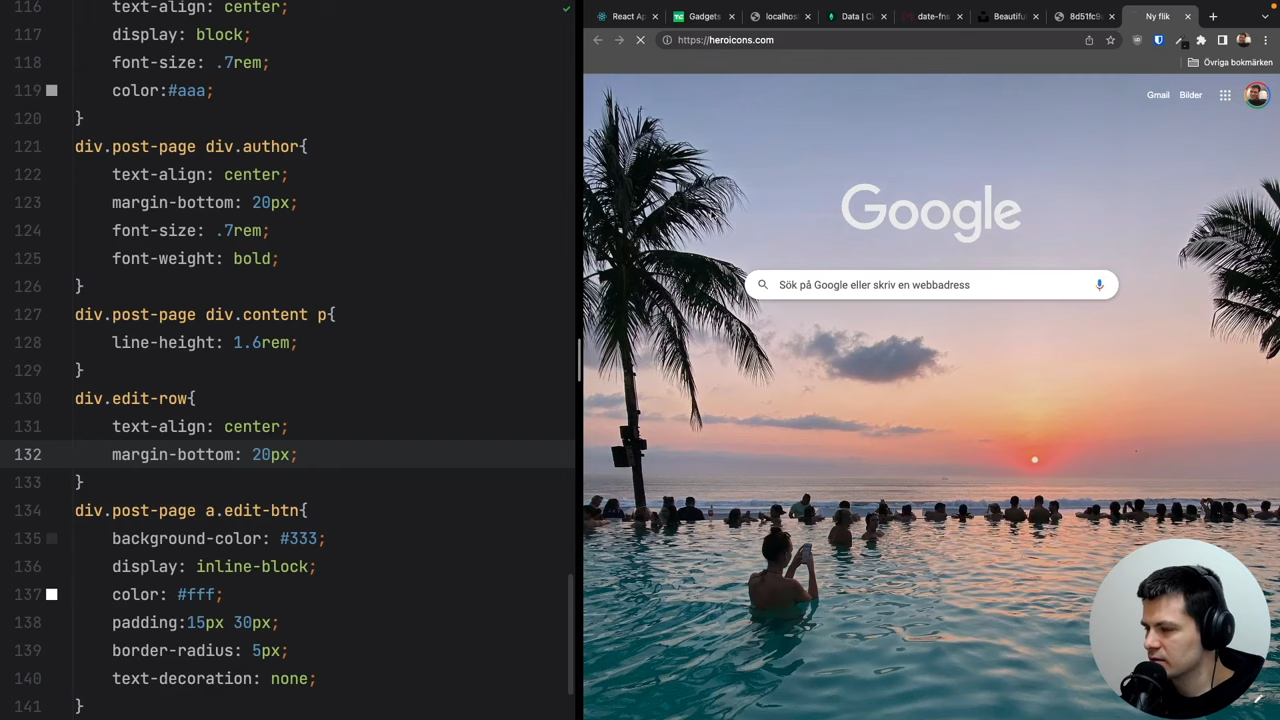 116 text-align: center;
117 display: block;
118 font-size: .7rem;
119 color:#aaa;
120 }
121 div.post-page div.author{
122 text-align: center;
123 margin-bottom: 20px;
124 font-size: .7rem;
125 font-weight: bold;
126 }
127 div.post-page div.content p{
128 line-height: 1.6rem;
129 }
130 div.edit-row{
131 text-align: center;
132 margin-bottom: 20px;
133 }
134 div.post-page a.edit-btn{
135 background-color: #333;
136 display: inline-block;
137 color: #fff;
138 padding:15px 30px;
139 border-radius: 5px;
140 text-decoration: none;
141 }
React Ap Gadgets localhos Data | Cl date-fns Beautiful 8d51fc9 Ny flik
https://heroicons.com
Övriga bokmärken
Gmail Bilder
Google
Sök på Google eller skriv en webbadress